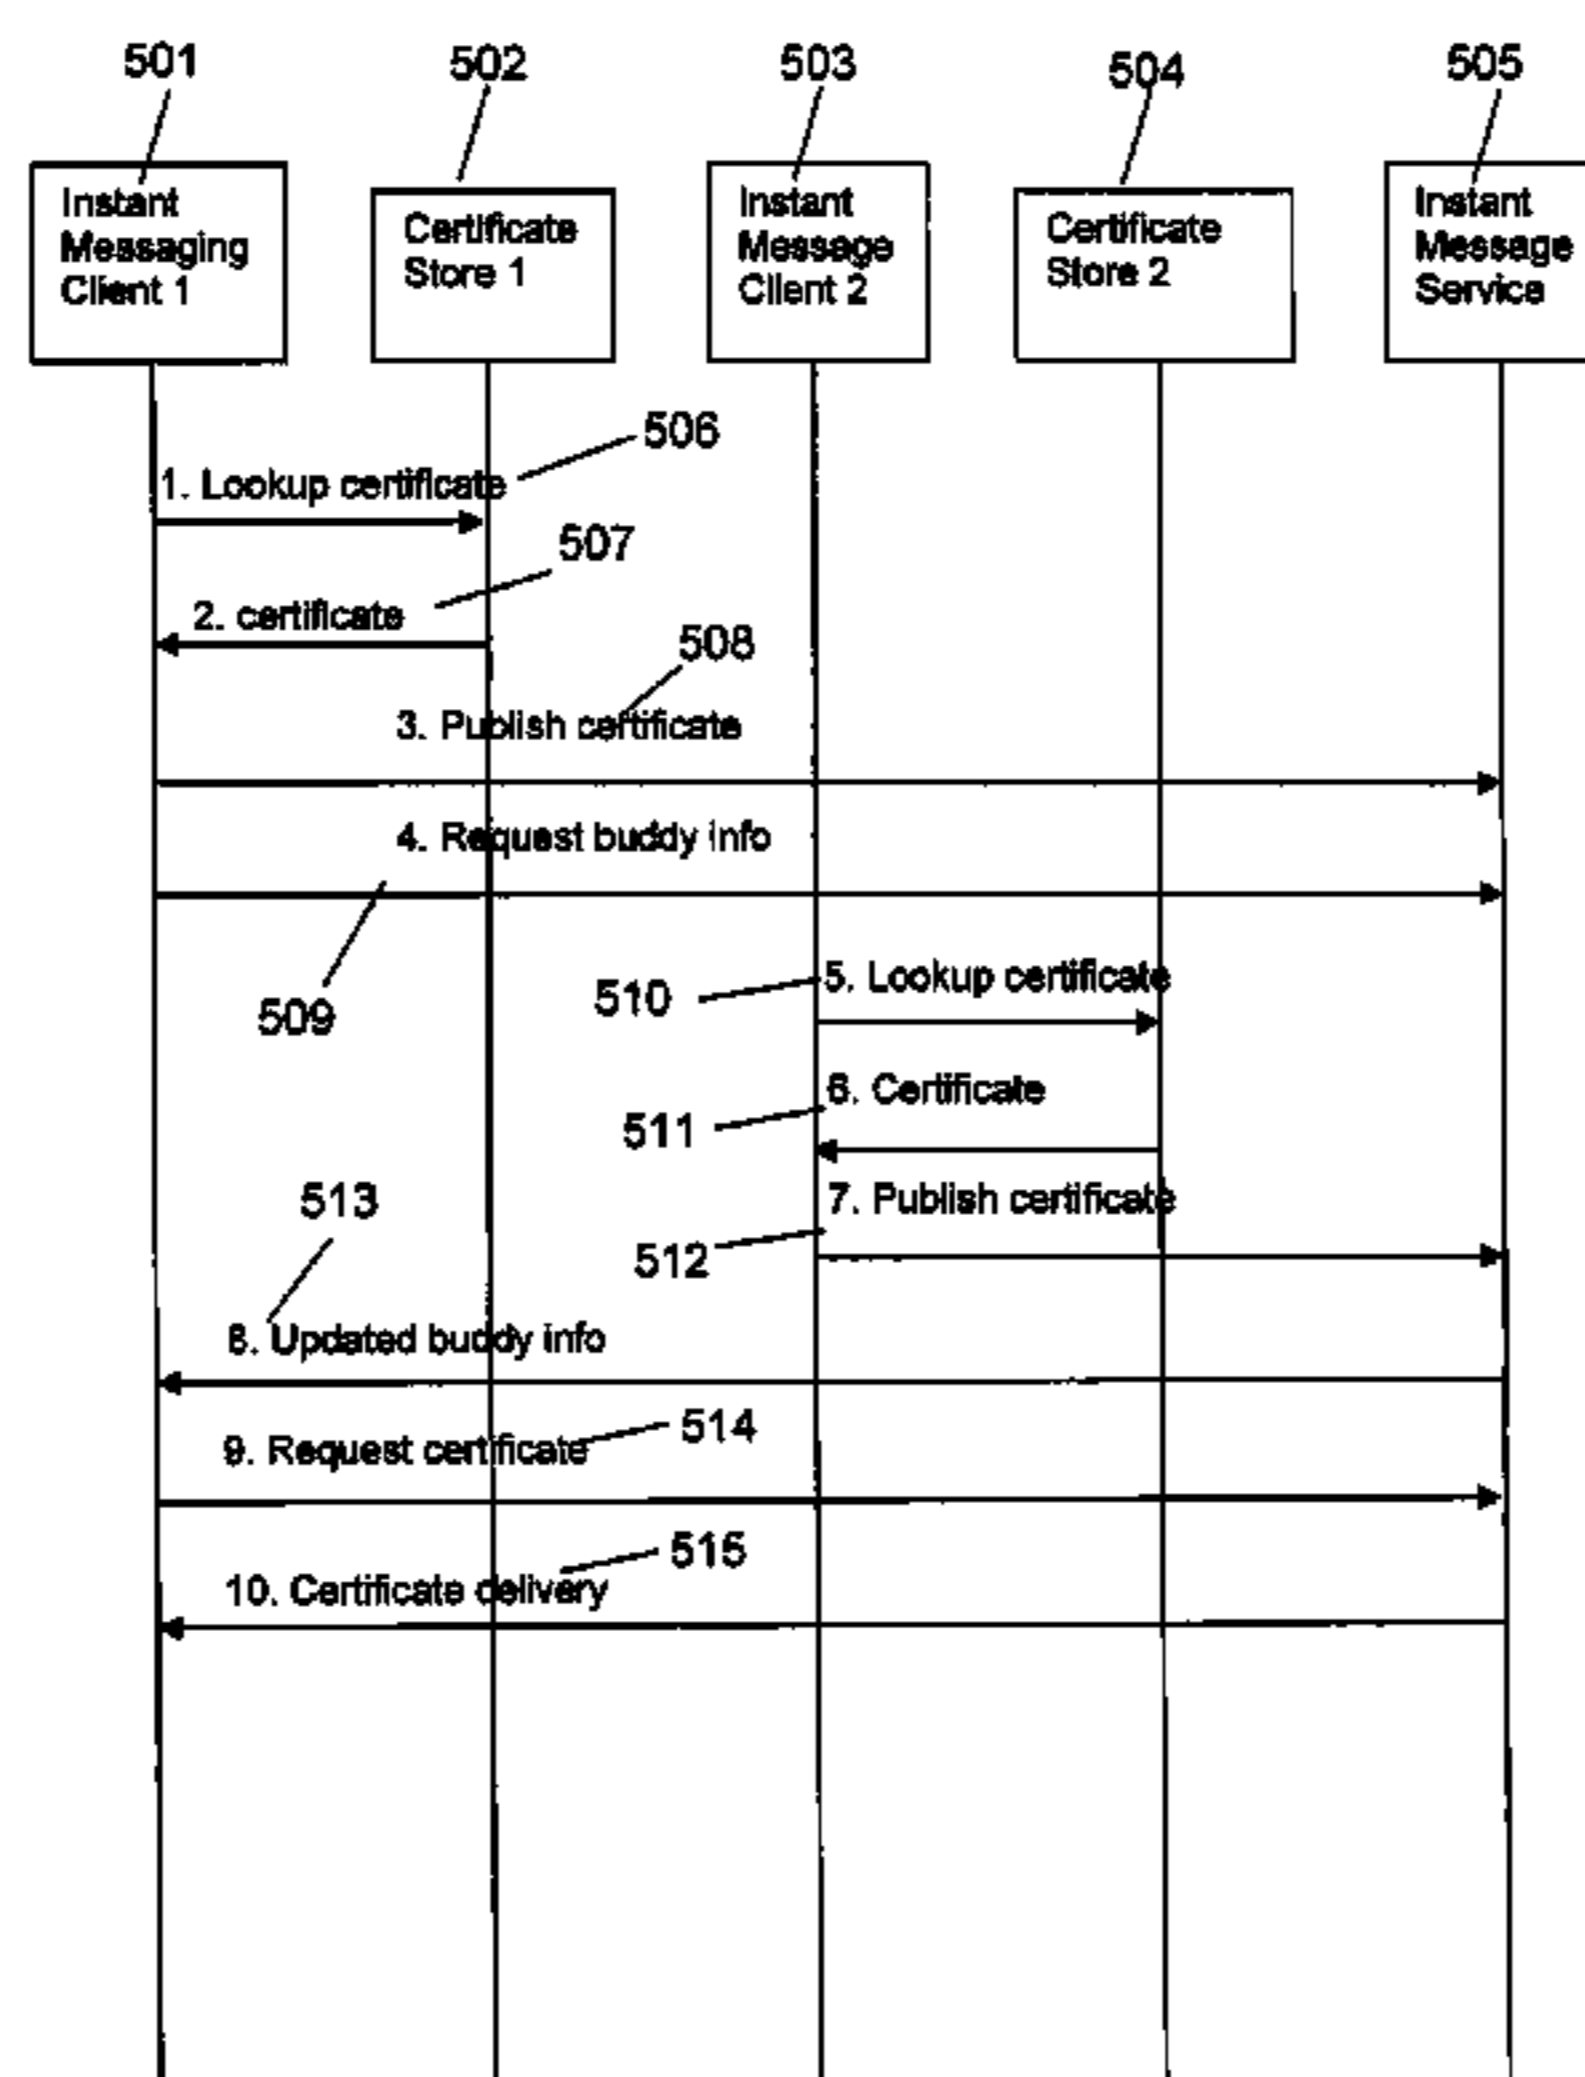 501
502
503
504
505
Instant
Messaging
Client 1
Certificate
Store 1
Instant
Message
Client 2
Certificate
Store 2
Instant
Message
Service
506
1. Lookup certificate
507
2. certificate
508
3. Publish certificate
4. Request buddy info
509
510
5. Lookup certificate
6. Certificate
511
513
7. Publish certificate
512
8. Updated buddy info
514
9. Request certificate
515
10. Certificate delivery